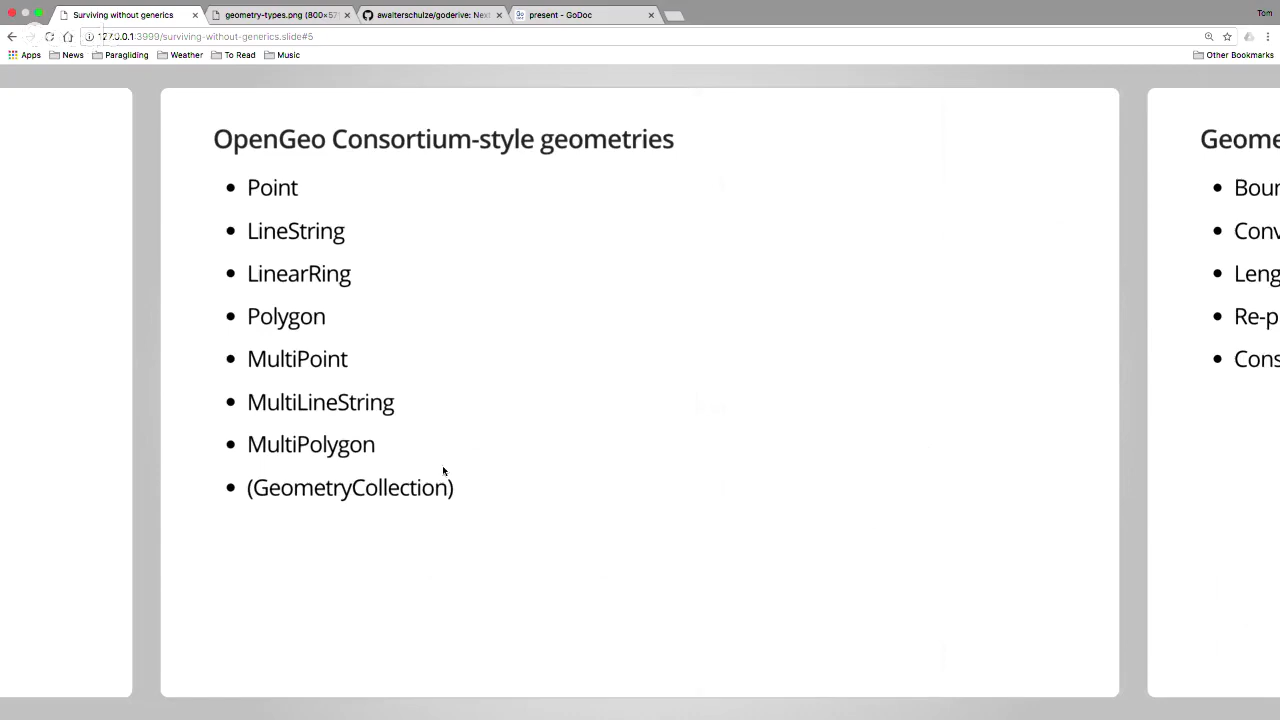 Surviving without generics
geometry-types.png (800×57
awalterschulze/goderive: Nex
present - GoDoc
Tom
127.0.0.1:3999/surviving-without-generics.slide#5
Apps
News
Paragliding
Weather
To Read
Music
Other Bookmarks
OpenGeo Consortium-style geometries
• Point
• LineString
• LinearRing
• Polygon
• MultiPoint
• MultiLineString
• MultiPolygon
• (GeometryCollection)
Geome
• Boun
• Conv
• Leng
• Re-p
• Cons